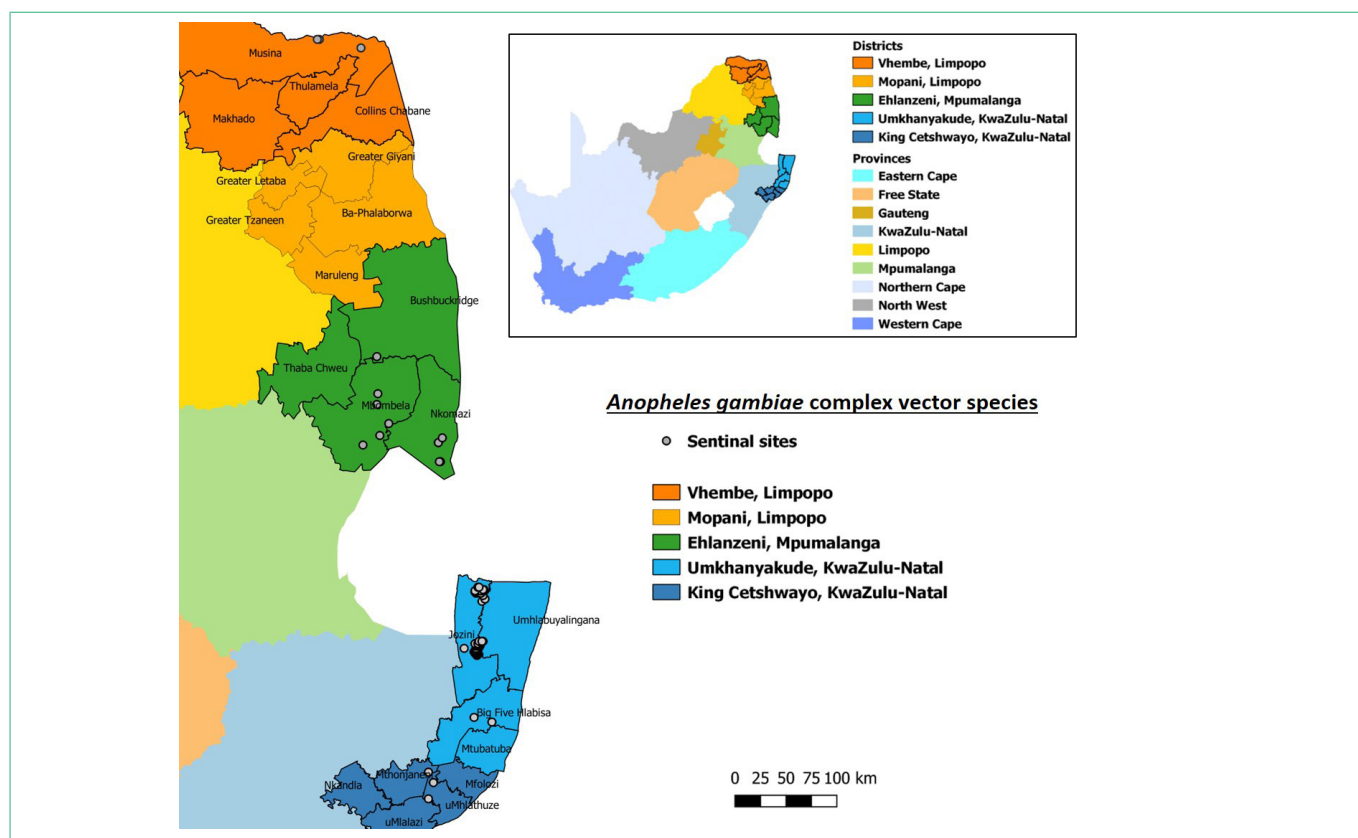 Musina
Thulamela
Collins Chabane
Makhado
Greater Giyani
Greater Letaba
Greater Tzaneen
Ba-Phalaborwa
Maruleng
Bushbuckridge
Thaba Chweu
Mbombela
Nkomazi
Umhlabuyalingana
Jozini
Big Five Hlabisa
Mtubatuba
Mthonjaneni
Nkandla
Mfolozi
uMhlathuze
uMlalazi
Districts
Vhembe, Limpopo
Mopani, Limpopo
Ehlanzeni, Mpumalanga
Umkhanyakude, KwaZulu-Natal
King Cetshwayo, KwaZulu-Natal
Provinces
Eastern Cape
Free State
Gauteng
KwaZulu-Natal
Limpopo
Mpumalanga
Northern Cape
North West
Western Cape
Anopheles gambiae complex vector species
Sentinal sites
Vhembe, Limpopo
Mopani, Limpopo
Ehlanzeni, Mpumalanga
Umkhanyakude, KwaZulu-Natal
King Cetshwayo, KwaZulu-Natal
0 25 50 75 100 km